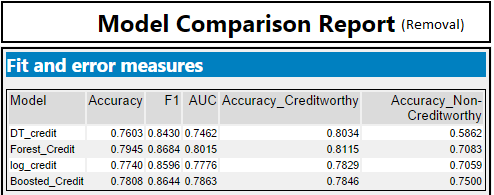 Model Comparison Report (Removal)
Fit and error measures
Model Accuracy F1 AUC Accuracy_Creditworthy Accuracy_Non-
Creditworthy
DT_credit 0.7603 0.8430 0.7462 0.8034 0.5862
Forest_Credit 0.7945 0.8684 0.8015 0.8115 0.7083
log_credit 0.7740 0.8596 0.7776 0.7829 0.7059
Boosted_Credit 0.7808 0.8644 0.7863 0.7846 0.7500